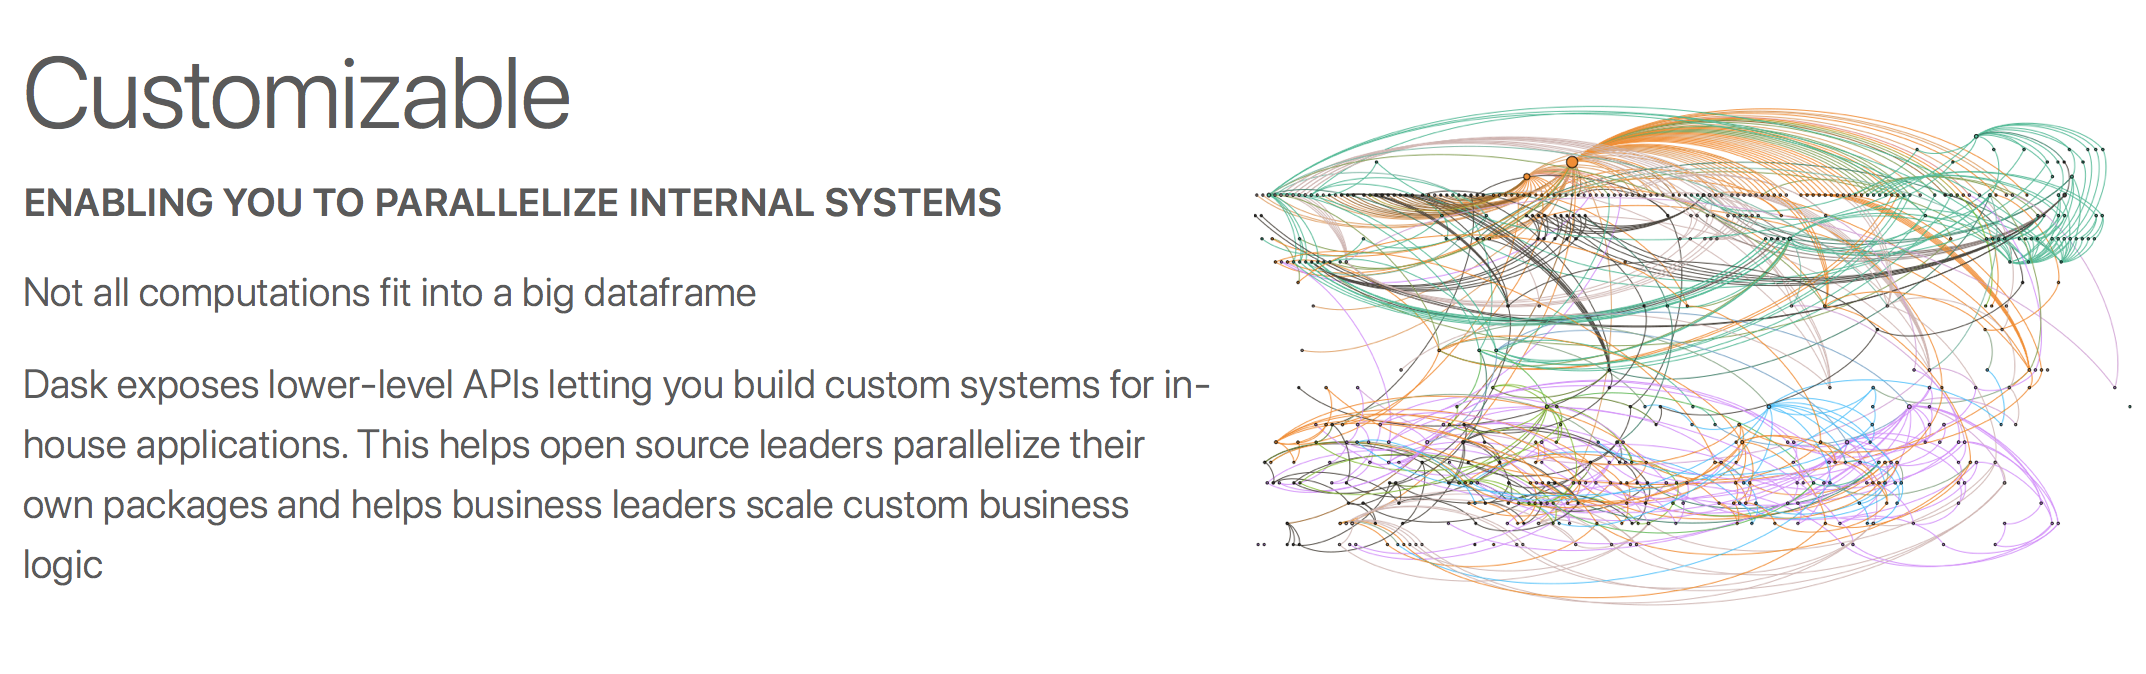 Customizable
ENABLING YOU TO PARALLELIZE INTERNAL SYSTEMS
Not all computations fit into a big dataframe
Dask exposes lower-level APIs letting you build custom systems for in-
house applications. This helps open source leaders parallelize their
own packages and helps business leaders scale custom business
logic